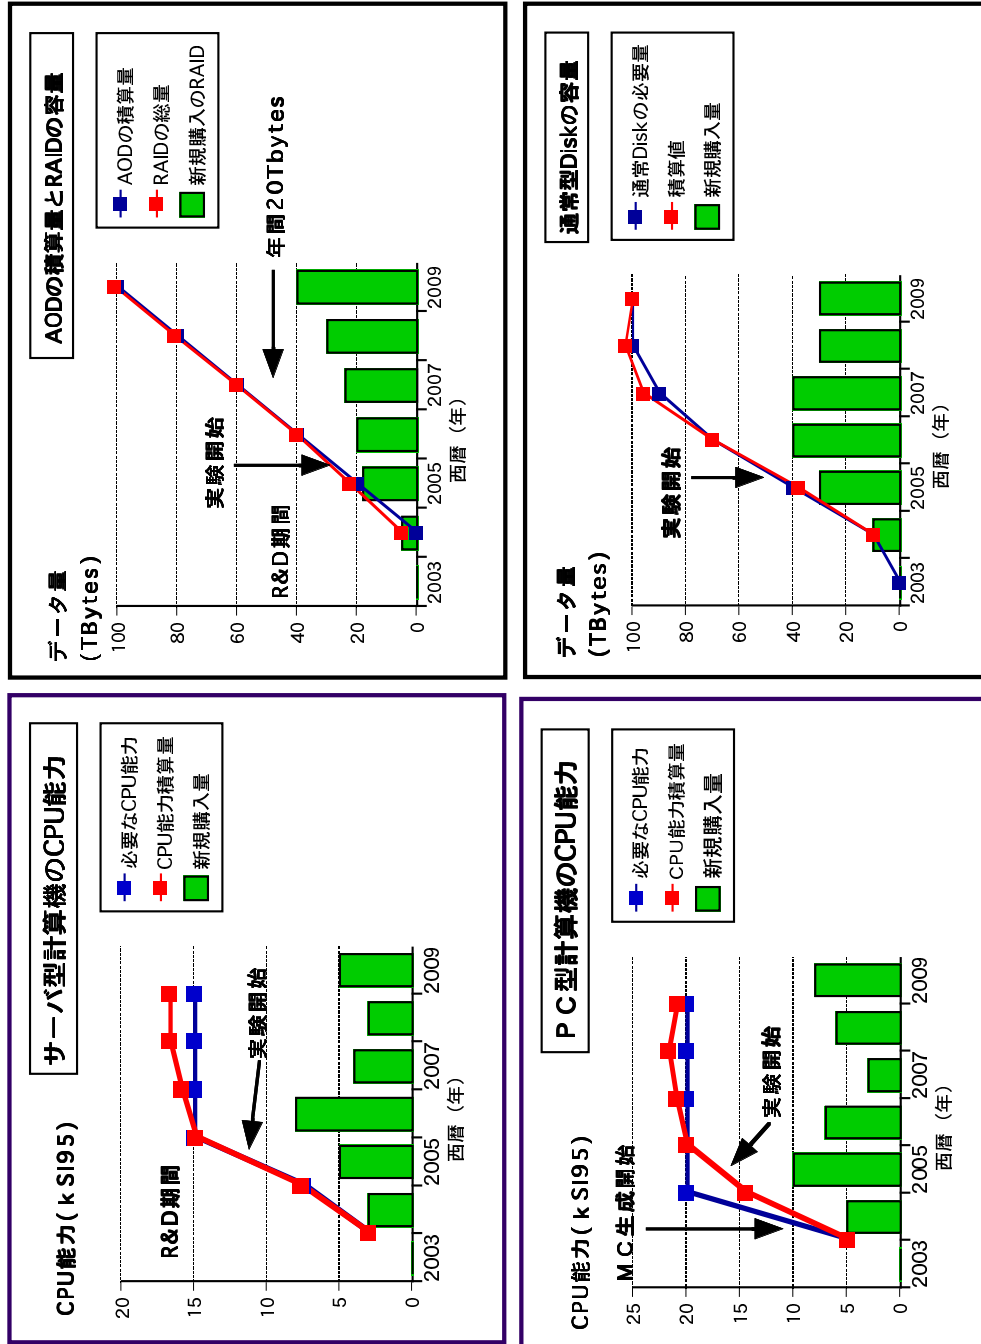 サーバ型計算機のCPU能力
CPU能力(ｋSI95)
必要なCPU能力
CPU能力積算量
新規購入量
R&D期間
実験開始
20
15
10
5
0
2003
2005
2007
2009
西暦（年）
AODの積算量とRAIDの容量
データ量
(TBytes)
AODの積算量
RAIDの総量
新規購入のRAID
R&D期間
実験開始
年間20Tbytes
100
80
60
40
20
0
2003
2005
2007
2009
西暦（年）
ＰＣ型計算機のCPU能力
CPU能力(ｋSI95)
必要なCPU能力
CPU能力積算量
新規購入量
ＭＣ生成開始
実験開始
25
20
15
10
5
0
2003
2005
2007
2009
西暦（年）
通常型Diskの容量
データ量
(TBytes)
通常Diskの必要量
積算値
新規購入量
実験開始
100
80
60
40
20
0
2003
2005
2007
2009
西暦（年）